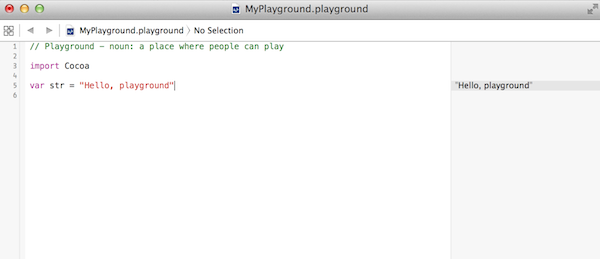 MyPlayground.playground
MyPlayground.playground No Selection
1 // Playground - noun: a place where people can play
2
3 import Cocoa
4
5 var str = "Hello, playground" "Hello, playground"
6